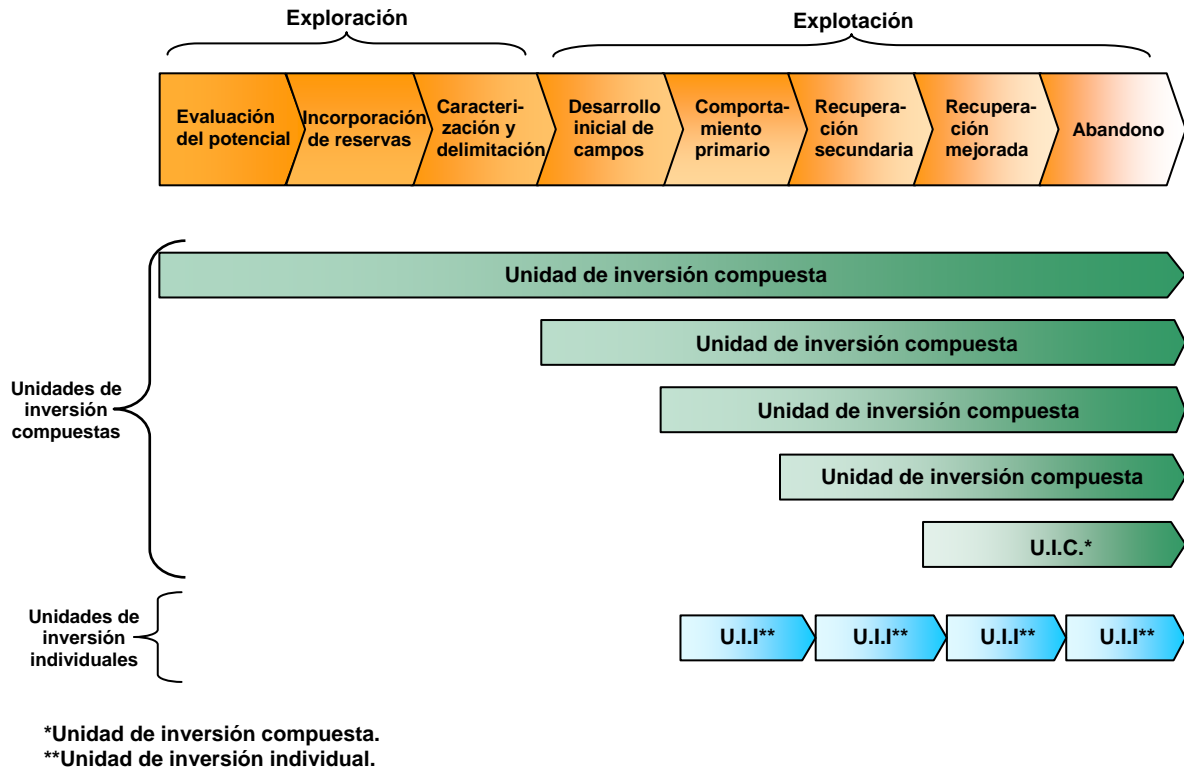 Exploración
Explotación
Evaluación
del potencial
Incorporación
de reservas
Caracteri-
zación y
delimitación
Desarrollo
inicial de
campos
Comporta-
miento
primario
Recupera-
ción
secundaria
Recupera-
ción
mejorada
Abandono
Unidades de
inversión
compuestas
Unidad de inversión compuesta
Unidad de inversión compuesta
Unidad de inversión compuesta
Unidad de inversión compuesta
U.I.C.*
Unidades de
inversión
individuales
U.I.I**
U.I.I**
U.I.I**
U.I.I**
*Unidad de inversión compuesta.
**Unidad de inversión individual.